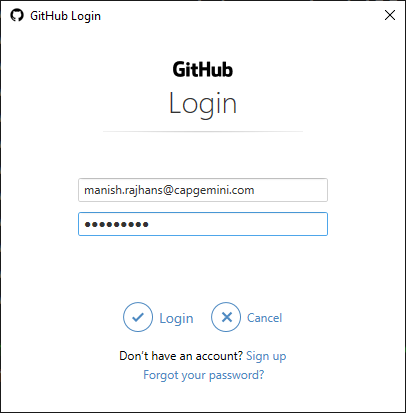 GitHub Login
GitHub
Login
manish.rajhans@capgemini.com
●●●●●●●●●
Login Cancel
Don't have an account? Sign up
Forgot your password?